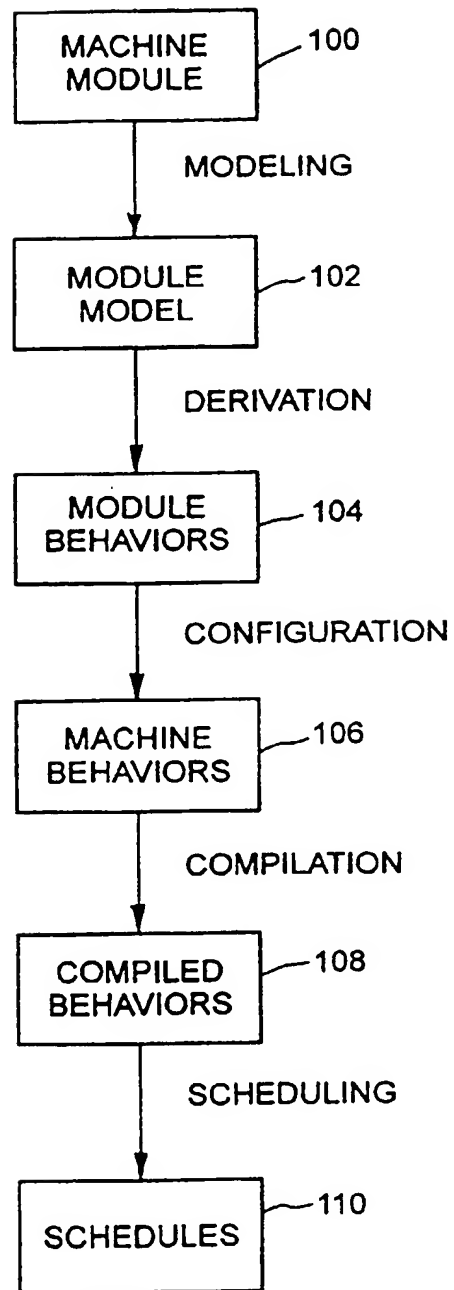 MACHINE
MODULE
100
MODELING
MODULE
MODEL
102
DERIVATION
MODULE
BEHAVIORS
104
CONFIGURATION
MACHINE
BEHAVIORS
106
COMPILATION
COMPILED
BEHAVIORS
108
SCHEDULING
SCHEDULES
110